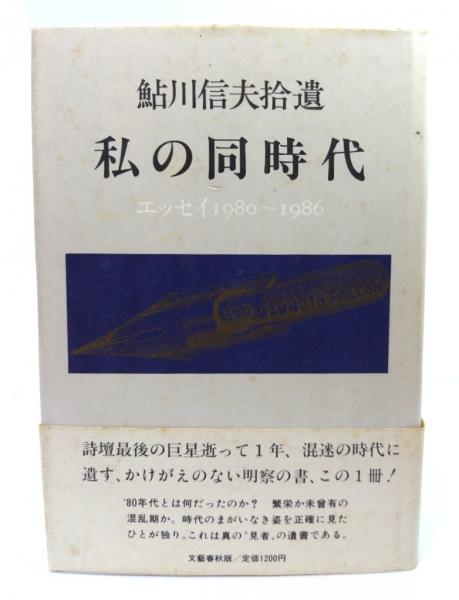 鮎川信夫拾遺
私の同時代
エッセイ1980〜1986
MAMMOTH FALCON
詩壇最後の巨星逝って1年、混迷の時代に
遺す、かけがえのない明察の書、この1冊!
'80年代とは何だったのか? 繁栄か未曾有の
混乱期か。時代のまがいなき姿を正確に見た
ひとが独り。これは真の“見者”の遺書である。
文藝春秋版/定価1200円